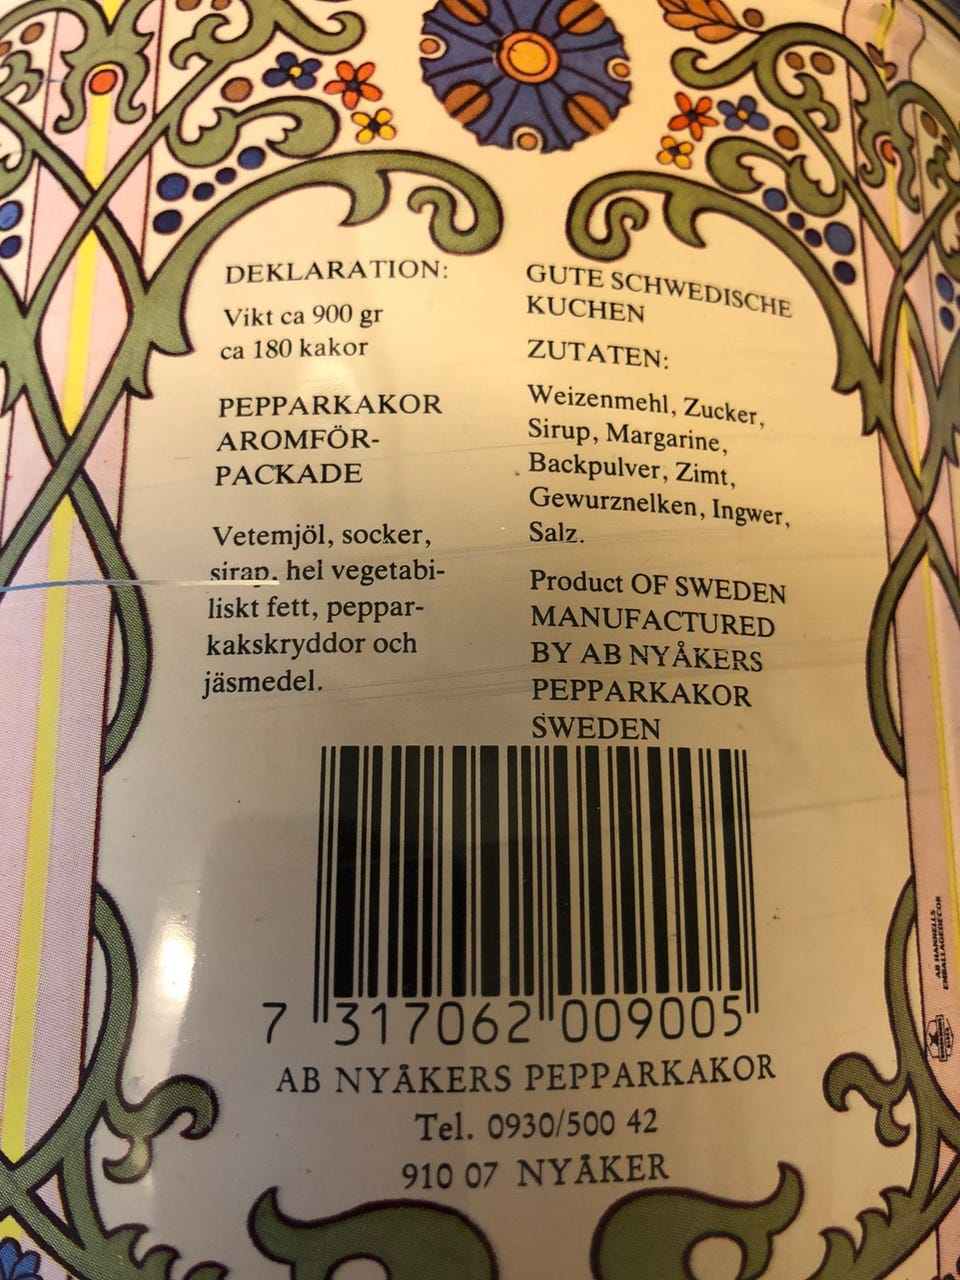 DEKLARATION:
Vikt ca 900 gr
ca 180 kakor
PEPPARKAKOR
AROMFÖR-
PACKADE
Vetemjöl, socker,
sirap, hel vegetabi-
liskt fett, peppar-
kakskryddor och
jäsmedel.
GUTE SCHWEDISCHE
KUCHEN
ZUTATEN:
Weizenmehl, Zucker,
Sirup, Margarine,
Backpulver, Zimt,
Gewurznelken, Ingwer,
Salz.
Product OF SWEDEN
MANUFACTURED
BY AB NYÅKERS
PEPPARKAKOR
SWEDEN
7 317062 009005
AB NYÅKERS PEPPARKAKOR
Tel. 0930/500 42
910 07 NYÅKER
AB HANNELLS
EMBALLAGEDECOR